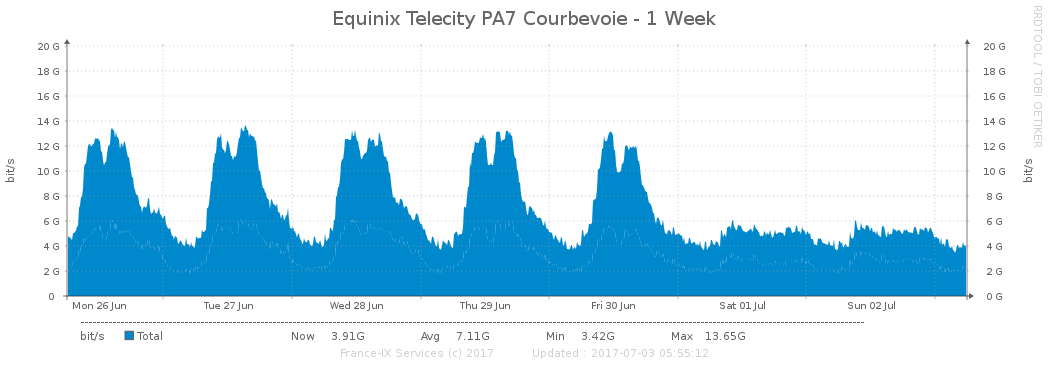 Equinix Telecity PA7 Courbevoie - 1 Week
RRDTOOL / TOBI OETIKER
20 G 20 G
18 G 18 G
16 G 16 G
14 G 14 G
12 G 12 G
10 G 10 G
8 G 8 G
6 G 6 G
4 G 4 G
2 G 2 G
0 0 G
bit/s bit/s
Mon 26 Jun Tue 27 Jun Wed 28 Jun Thu 29 Jun Fri 30 Jun Sat 01 Jul Sun 02 Jul
bit/s Total Now 3.91G Avg 7.11G Min 3.42G Max 13.65G
France-IX Services (c) 2017 Updated : 2017-07-03 05:55:12